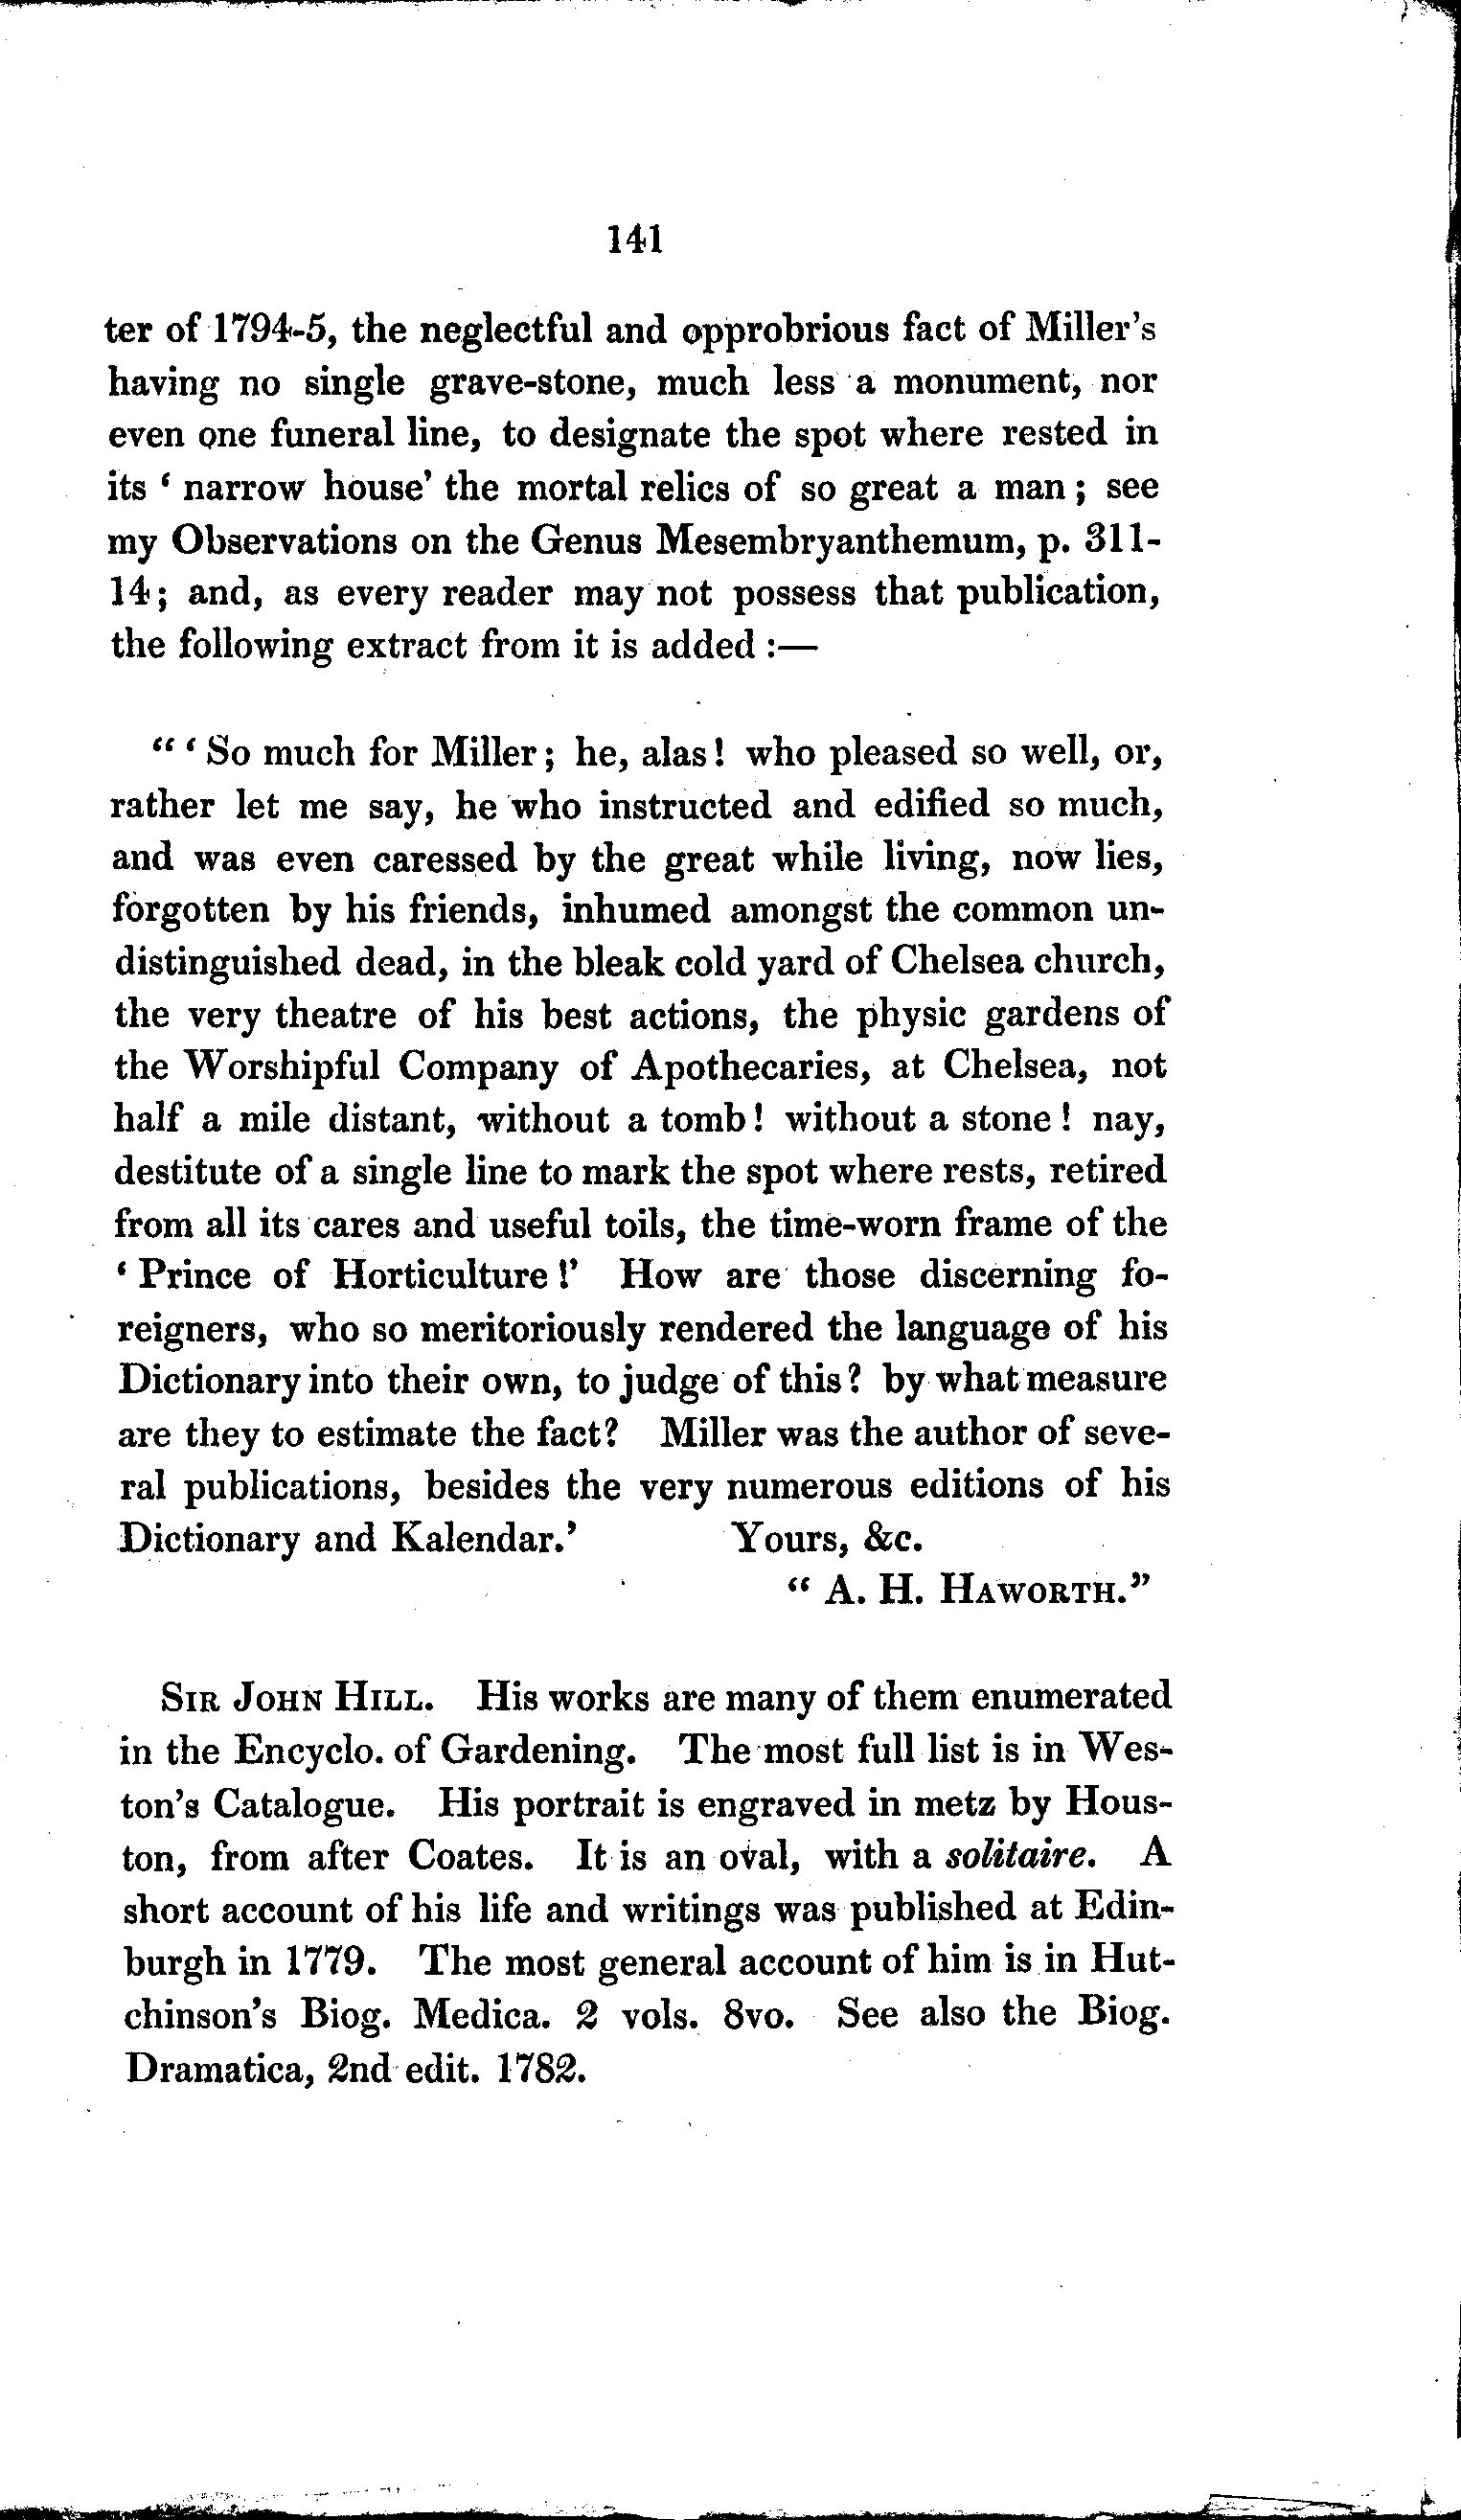 141
ter of 1794-5, the neglectful and opprobrious fact of Miller's
having no single grave-stone, much less a monument, nor
even one funeral line, to designate the spot where rested in
its ‘ narrow house’ the mortal relics of so great a man ; see
my Observations on the Genus Mesembryanthemum, p. 311-
14 ; and, as every reader may not possess that publication,
the following extract from it is added :—
“ ‘ So much for Miller ; he, alas ! who pleased so well, or,
rather let me say, he who instructed and edified so much,
and was even caressed by the great while living, now lies,
forgotten by his friends, inhumed amongst the common un-
distinguished dead, in the bleak cold yard of Chelsea church,
the very theatre of his best actions, the physic gardens of
the Worshipful Company of Apothecaries, at Chelsea, not
half a mile distant, without a tomb ! without a stone ! nay,
destitute of a single line to mark the spot where rests, retired
from all its cares and useful toils, the time-worn frame of the
‘ Prince of Horticulture !’ How are those discerning fo-
reigners, who so meritoriously rendered the language of his
Dictionary into their own, to judge of this ? by what measure
are they to estimate the fact? Miller was the author of seve-
ral publications, besides the very numerous editions of his
Dictionary and Kalendar.’ Yours, &c.
“ A. H. HAWORTH.”
SIR JOHN HILL. His works are many of them enumerated
in the Encyclo. of Gardening. The most full list is in Wes-
ton's Catalogue. His portrait is engraved in metz by Hous-
ton, from after Coates. It is an oval, with a solitaire. A
short account of his life and writings was published at Edin-
burgh in 1779. The most general account of him is in Hut-
chinson's Biog. Medica. 2 vols. 8vo. See also the Biog.
Dramatica, 2nd edit. 1782.